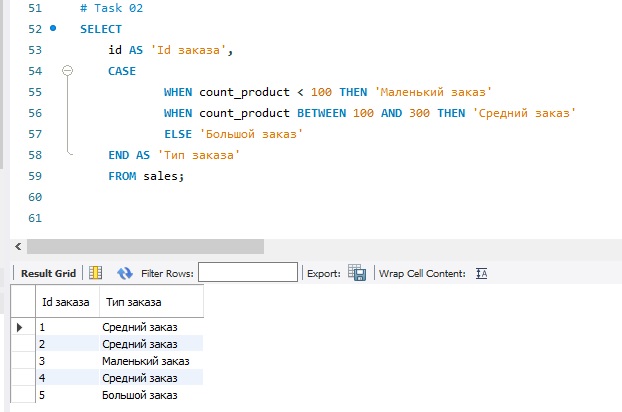 51 # Task 02
52 SELECT
53 id AS 'Id заказа',
54 CASE
55 WHEN count_product < 100 THEN 'Маленький заказ'
56 WHEN count_product BETWEEN 100 AND 300 THEN 'Средний заказ'
57 ELSE 'Большой заказ'
58 END AS 'Тип заказа'
59 FROM sales;
60
61
Result Grid Filter Rows: Export: Wrap Cell Content: IA
Id заказа Тип заказа
1 Средний заказ
2 Средний заказ
3 Маленький заказ
4 Средний заказ
5 Большой заказ